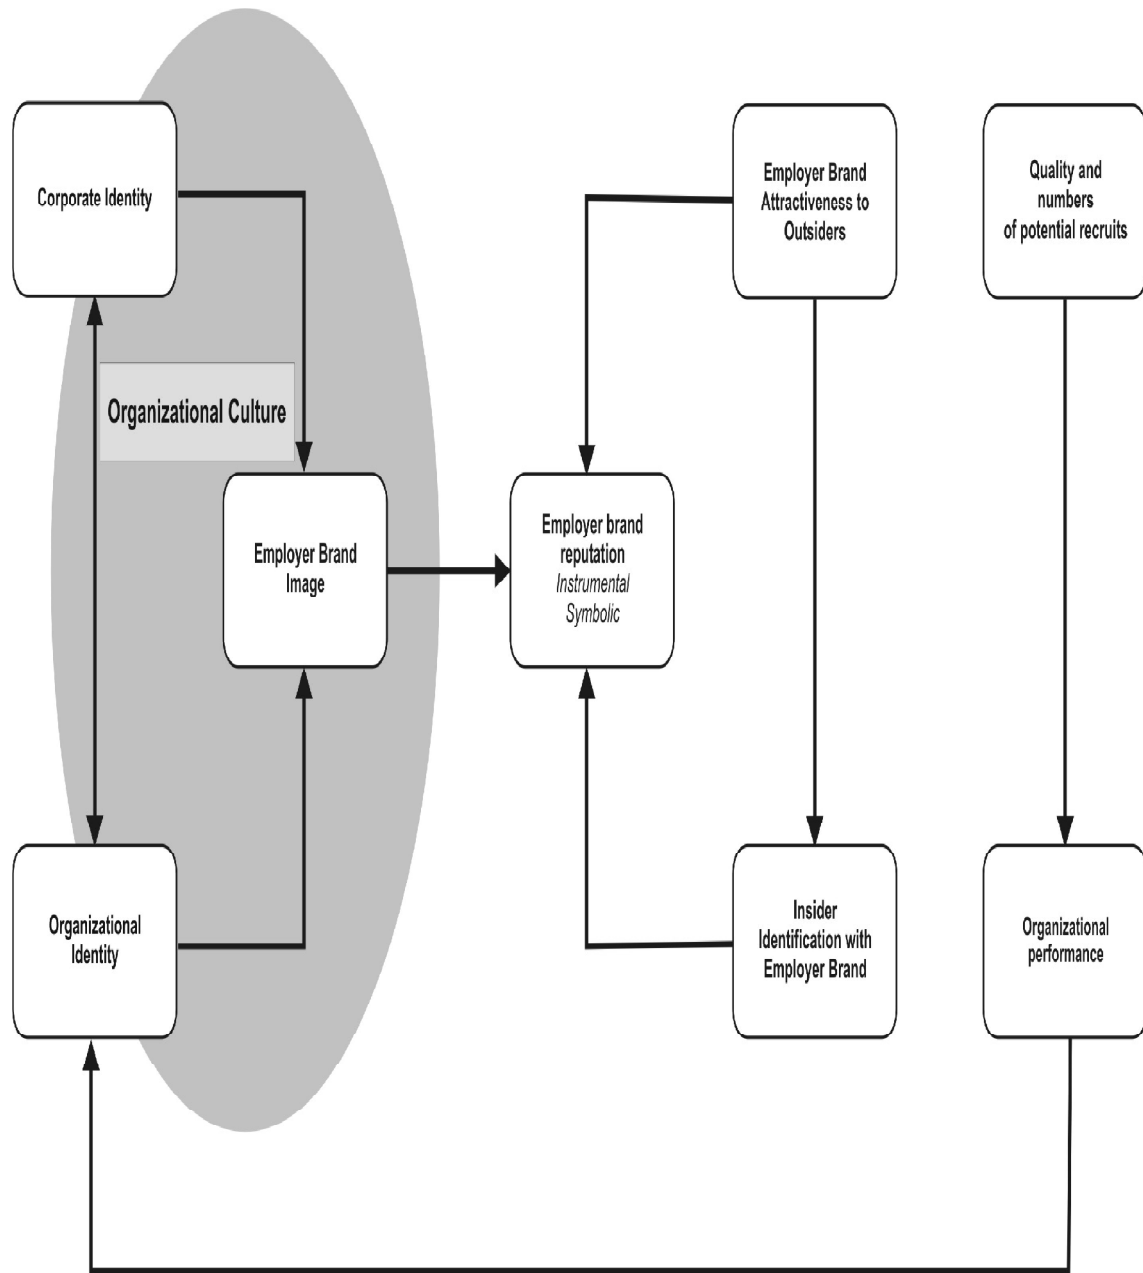 Corporate Identity
Organizational Culture
Employer Brand
Image
Organizational
Identity
Employer brand
reputation
Instrumental
Symbolic
Employer Brand
Attractiveness to
Outsiders
Insider
Identification with
Employer Brand
Quality and
numbers
of potential recruits
Organizational
performance